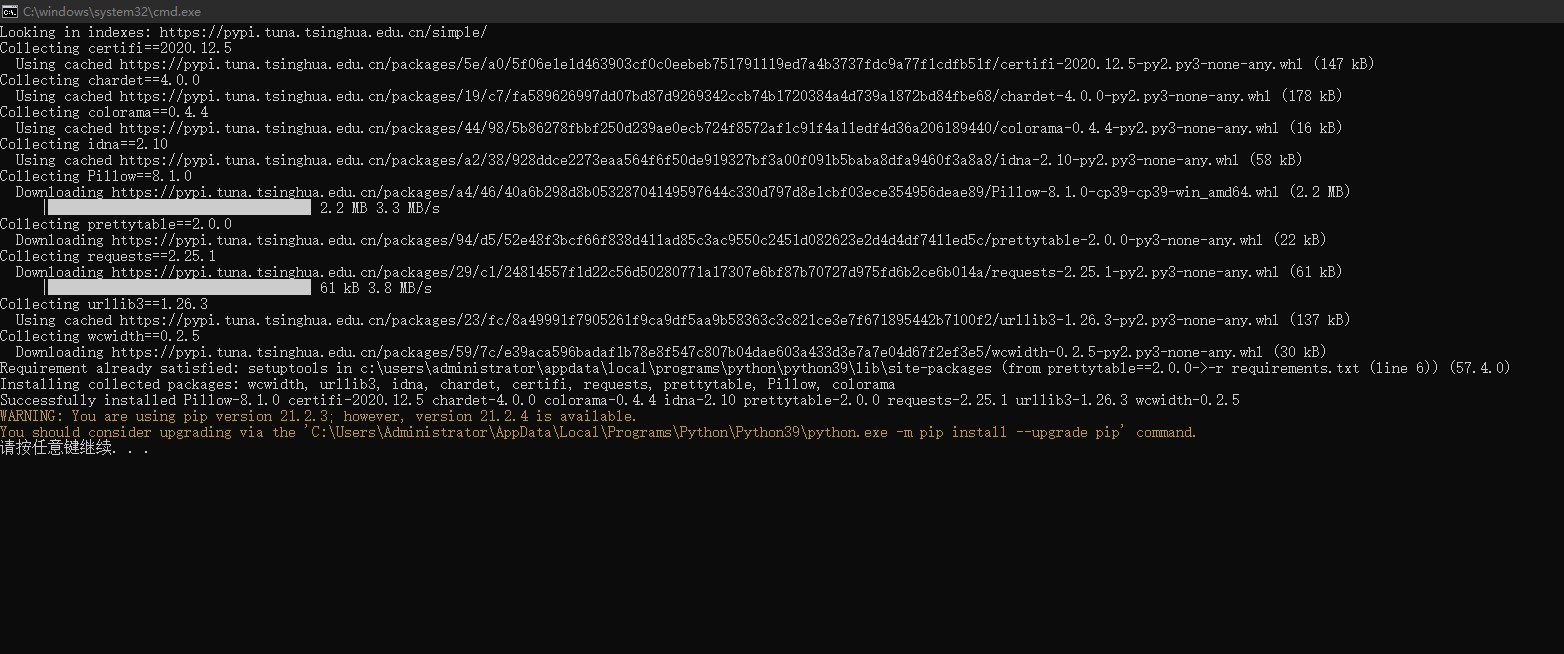 C:\windows\system32\cmd.exe
Looking in indexes: https://pypi.tuna.tsinghua.edu.cn/simple/
Collecting certifi==2020.12.5
  Using cached https://pypi.tuna.tsinghua.edu.cn/packages/5e/a0/5f06e1e1d463903cf0c0eebeb751791119ed7a4b3737fdc9a77f1cdfb51f/certifi-2020.12.5-py2.py3-none-any.whl (147 kB)
Collecting chardet==4.0.0
  Using cached https://pypi.tuna.tsinghua.edu.cn/packages/19/c7/fa589626997dd07bd87d9269342ccb74b1720384a4d739a1872bd84fbe68/chardet-4.0.0-py2.py3-none-any.whl (178 kB)
Collecting colorama==0.4.4
  Using cached https://pypi.tuna.tsinghua.edu.cn/packages/44/98/5b86278fbbf250d239ae0ecb724f8572af1c91f4a11edf4d36a206189440/colorama-0.4.4-py2.py3-none-any.whl (16 kB)
Collecting idna==2.10
  Using cached https://pypi.tuna.tsinghua.edu.cn/packages/a2/38/928ddce2273eaa564f6f50de919327bf3a00f091b5baba8dfa9460f3a8a8/idna-2.10-py2.py3-none-any.whl (58 kB)
Collecting Pillow==8.1.0
  Downloading https://pypi.tuna.tsinghua.edu.cn/packages/a4/46/40a6b298d8b05328704149597644c330d797d8e1cbf03ece354956deae89/Pillow-8.1.0-cp39-cp39-win_amd64.whl (2.2 MB)
2.2 MB 3.3 MB/s
Collecting prettytable==2.0.0
  Downloading https://pypi.tuna.tsinghua.edu.cn/packages/94/d5/52e48f3bcf66f838d411ad85c3ac9550c2451d082623e2d4d4df7411ed5c/prettytable-2.0.0-py3-none-any.whl (22 kB)
Collecting requests==2.25.1
  Downloading https://pypi.tuna.tsinghua.edu.cn/packages/29/c1/24814557f1d22c56d50280771a17307e6bf87b70727d975fd6b2ce6b014a/requests-2.25.1-py2.py3-none-any.whl (61 kB)
61 kB 3.8 MB/s
Collecting urllib3==1.26.3
  Using cached https://pypi.tuna.tsinghua.edu.cn/packages/23/fc/8a49991f7905261f9ca9df5aa9b58363c3c821ce3e7f671895442b7100f2/urllib3-1.26.3-py2.py3-none-any.whl (137 kB)
Collecting wcwidth==0.2.5
  Downloading https://pypi.tuna.tsinghua.edu.cn/packages/59/7c/e39aca596badaf1b78e8f547c807b04dae603a433d3e7a7e04d67f2ef3e5/wcwidth-0.2.5-py2.py3-none-any.whl (30 kB)
Requirement already satisfied: setuptools in c:\users\administrator\appdata\local\programs\python\python39\lib\site-packages (from prettytable==2.0.0->-r requirements.txt (line 6)) (57.4.0)
Installing collected packages: wcwidth, urllib3, idna, chardet, certifi, requests, prettytable, Pillow, colorama
Successfully installed Pillow-8.1.0 certifi-2020.12.5 chardet-4.0.0 colorama-0.4.4 idna-2.10 prettytable-2.0.0 requests-2.25.1 urllib3-1.26.3 wcwidth-0.2.5
WARNING: You are using pip version 21.2.3; however, version 21.2.4 is available.
You should consider upgrading via the 'C:\Users\Administrator\AppData\Local\Programs\Python\Python39\python.exe -m pip install --upgrade pip' command.
请按任意键继续. . .